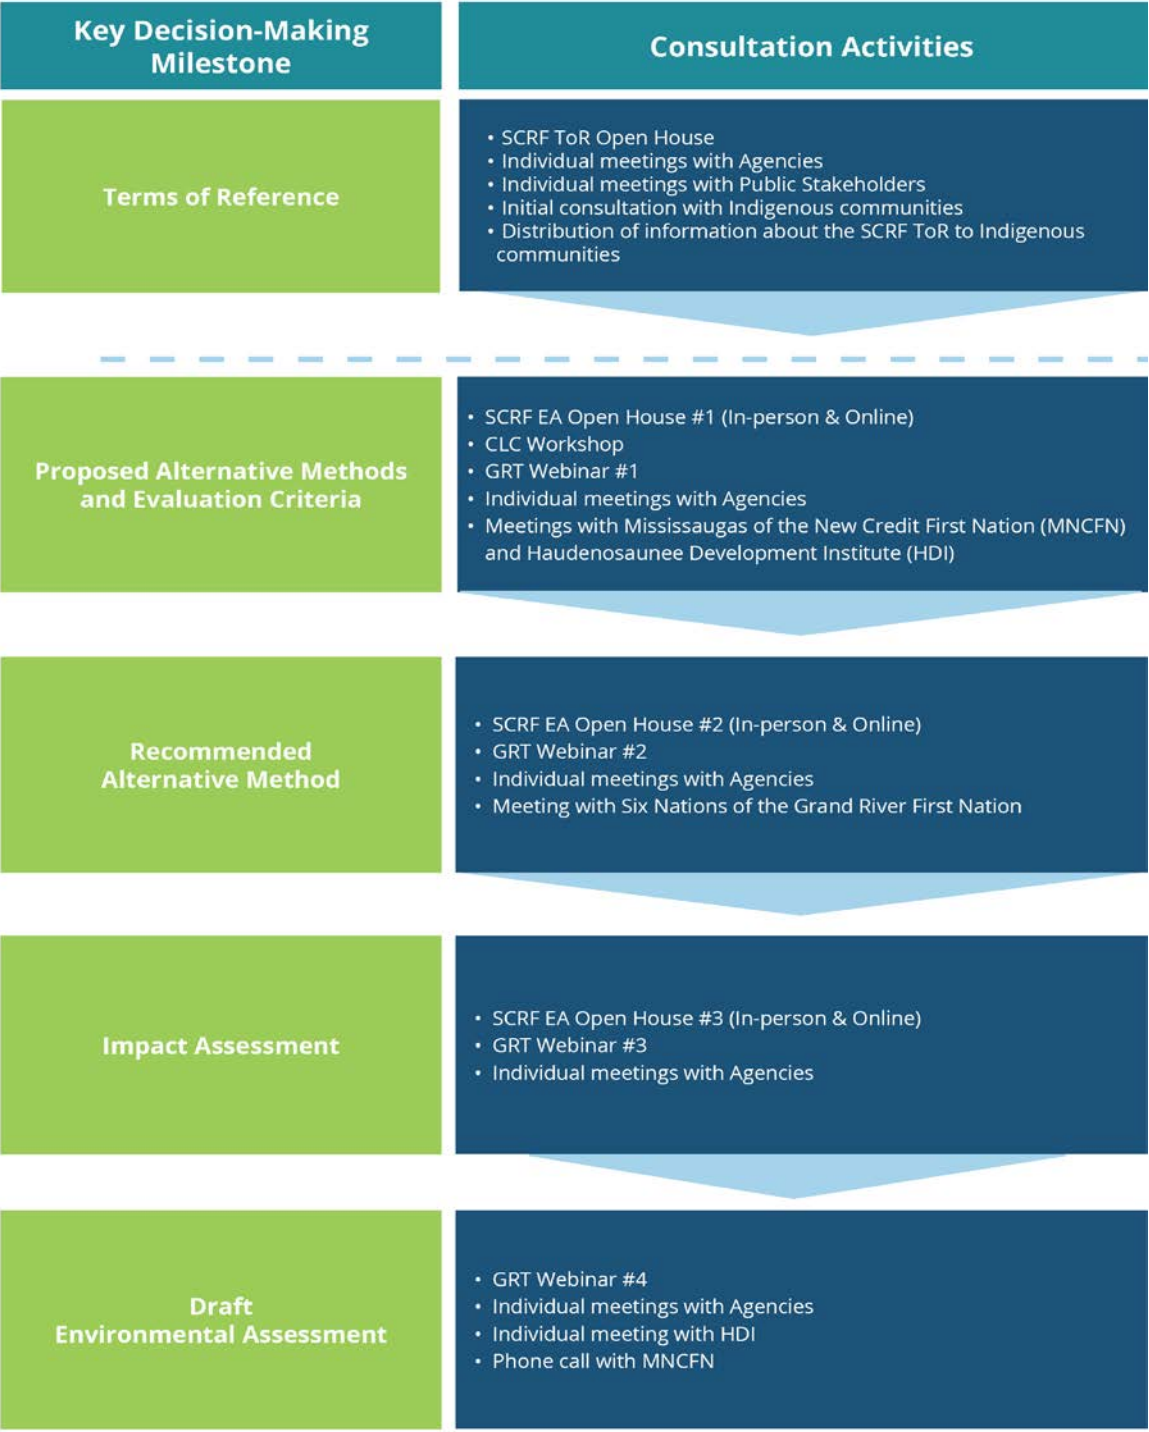 Key Decision-Making
Milestone
Consultation Activities
Terms of Reference
• SCRF ToR Open House
• Individual meetings with Agencies
• Individual meetings with Public Stakeholders
• Initial consultation with Indigenous communities
• Distribution of information about the SCRF ToR to Indigenous
communities
Proposed Alternative Methods
and Evaluation Criteria
• SCRF EA Open House #1 (In-person & Online)
• CLC Workshop
• GRT Webinar #1
• Individual meetings with Agencies
• Meetings with Mississaugas of the New Credit First Nation (MNCFN)
and Haudenosaunee Development Institute (HDI)
Recommended
Alternative Method
• SCRF EA Open House #2 (In-person & Online)
• GRT Webinar #2
• Individual meetings with Agencies
• Meeting with Six Nations of the Grand River First Nation
Impact Assessment
• SCRF EA Open House #3 (In-person & Online)
• GRT Webinar #3
• Individual meetings with Agencies
Draft
Environmental Assessment
• GRT Webinar #4
• Individual meetings with Agencies
• Individual meeting with HDI
• Phone call with MNCFN